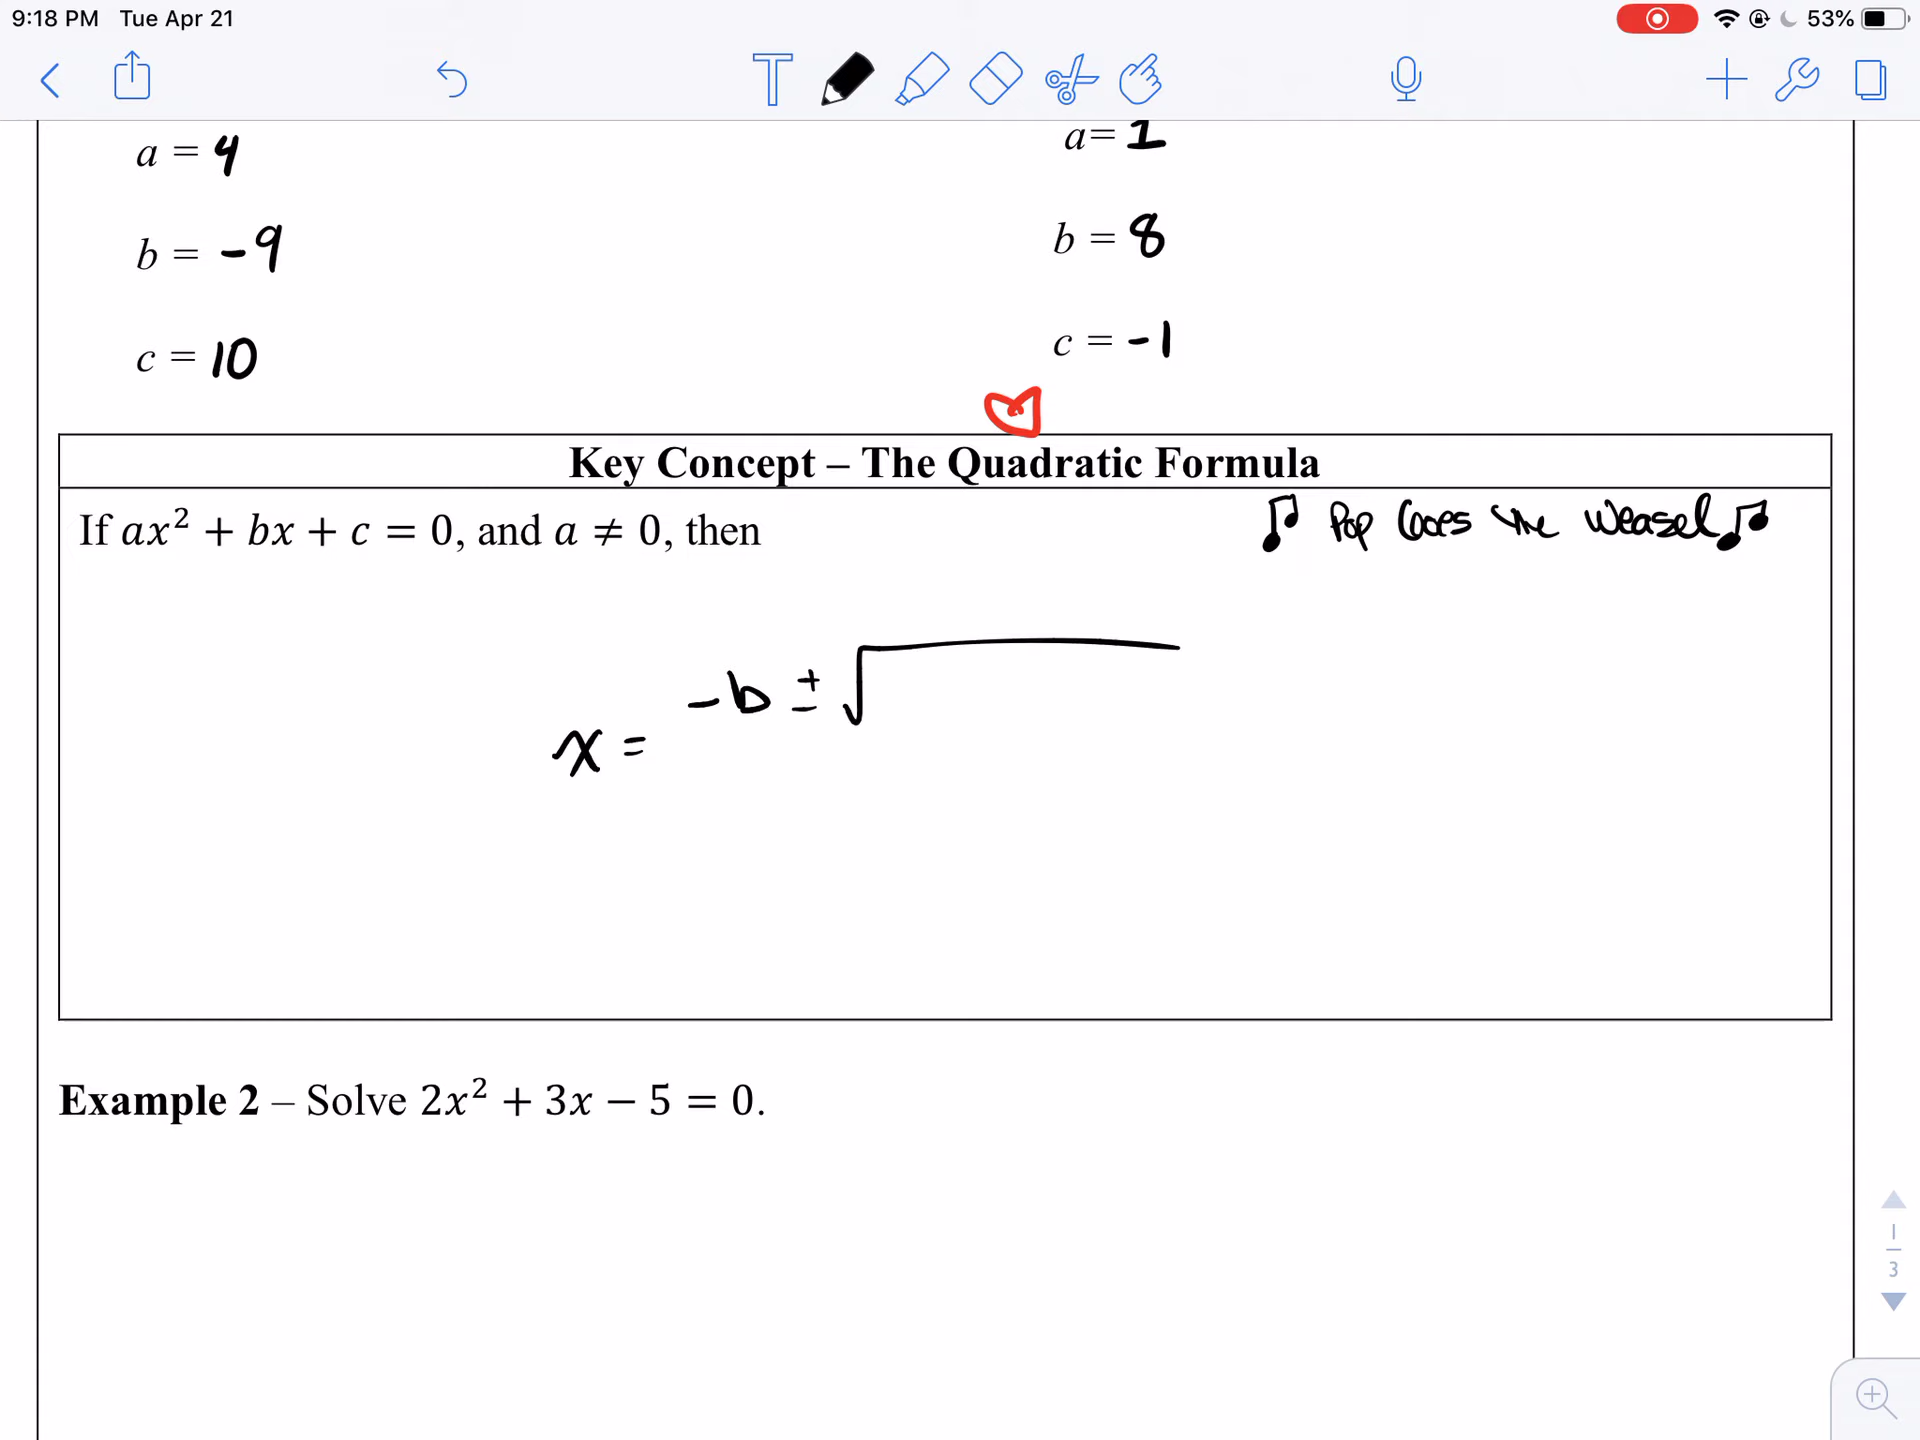 9:18 PM Tue Apr 21 53%
T
a = 4
a = 1
b = -9
b = 8
c = 10
c = -1
Key Concept – The Quadratic Formula
If ax² + bx + c = 0, and a ≠ 0, then
♫ Pop Goes the Weasel ♫
x = -b ± √
Example 2 – Solve 2x² + 3x − 5 = 0.
1
3